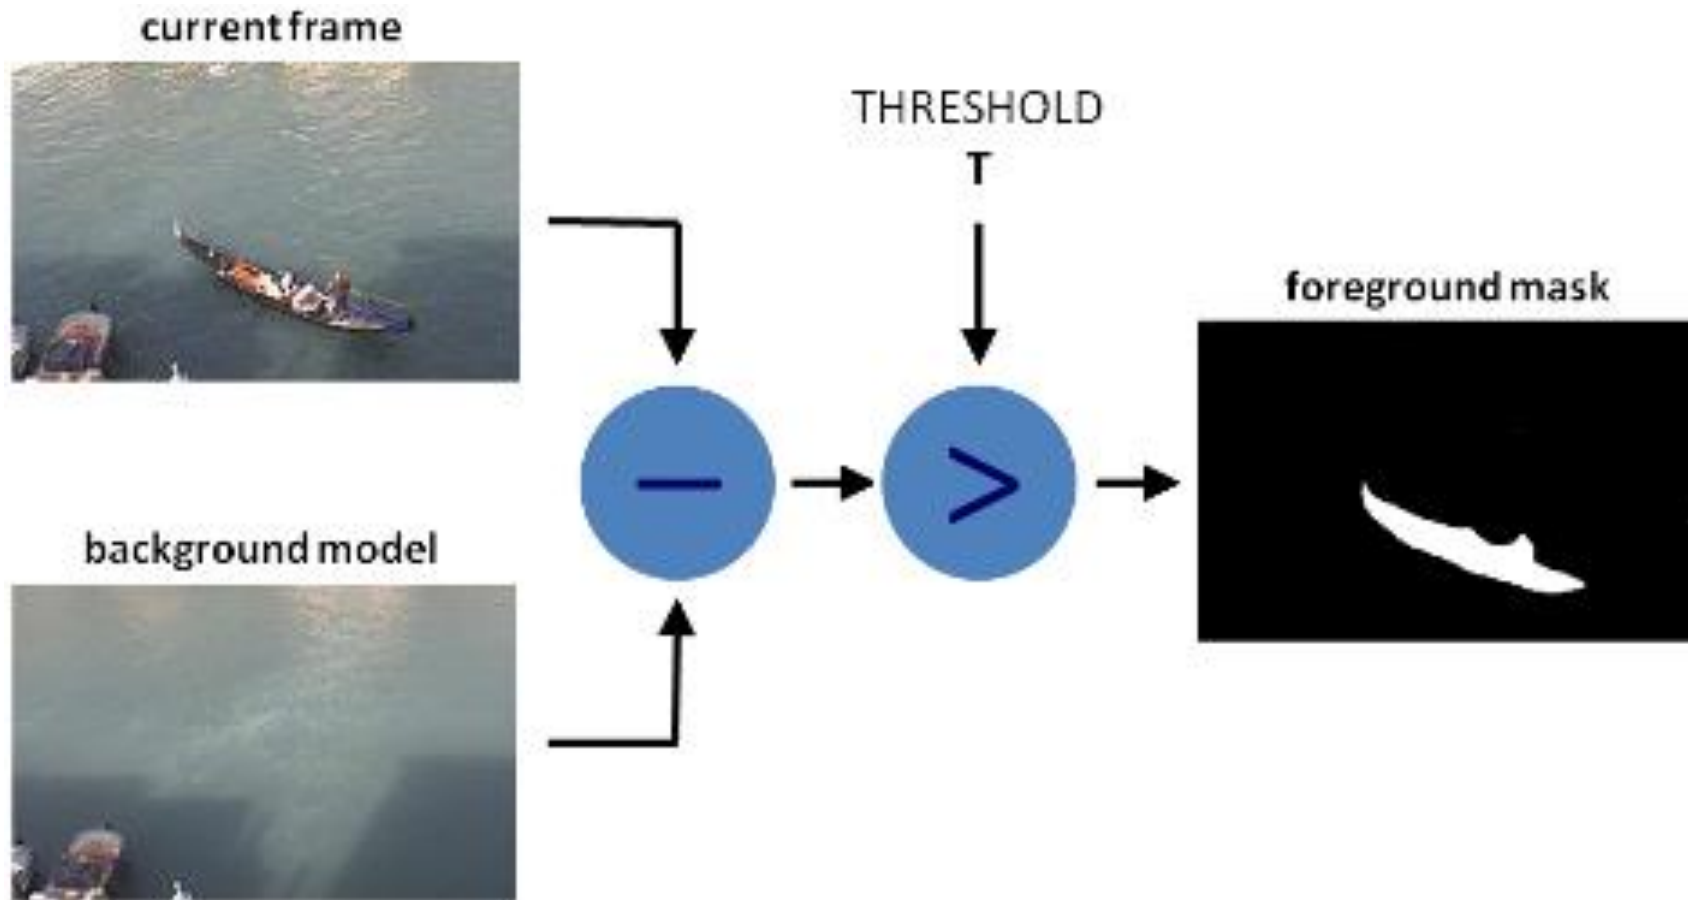 current frame
THRESHOLD
T
foreground mask
background model
−
>